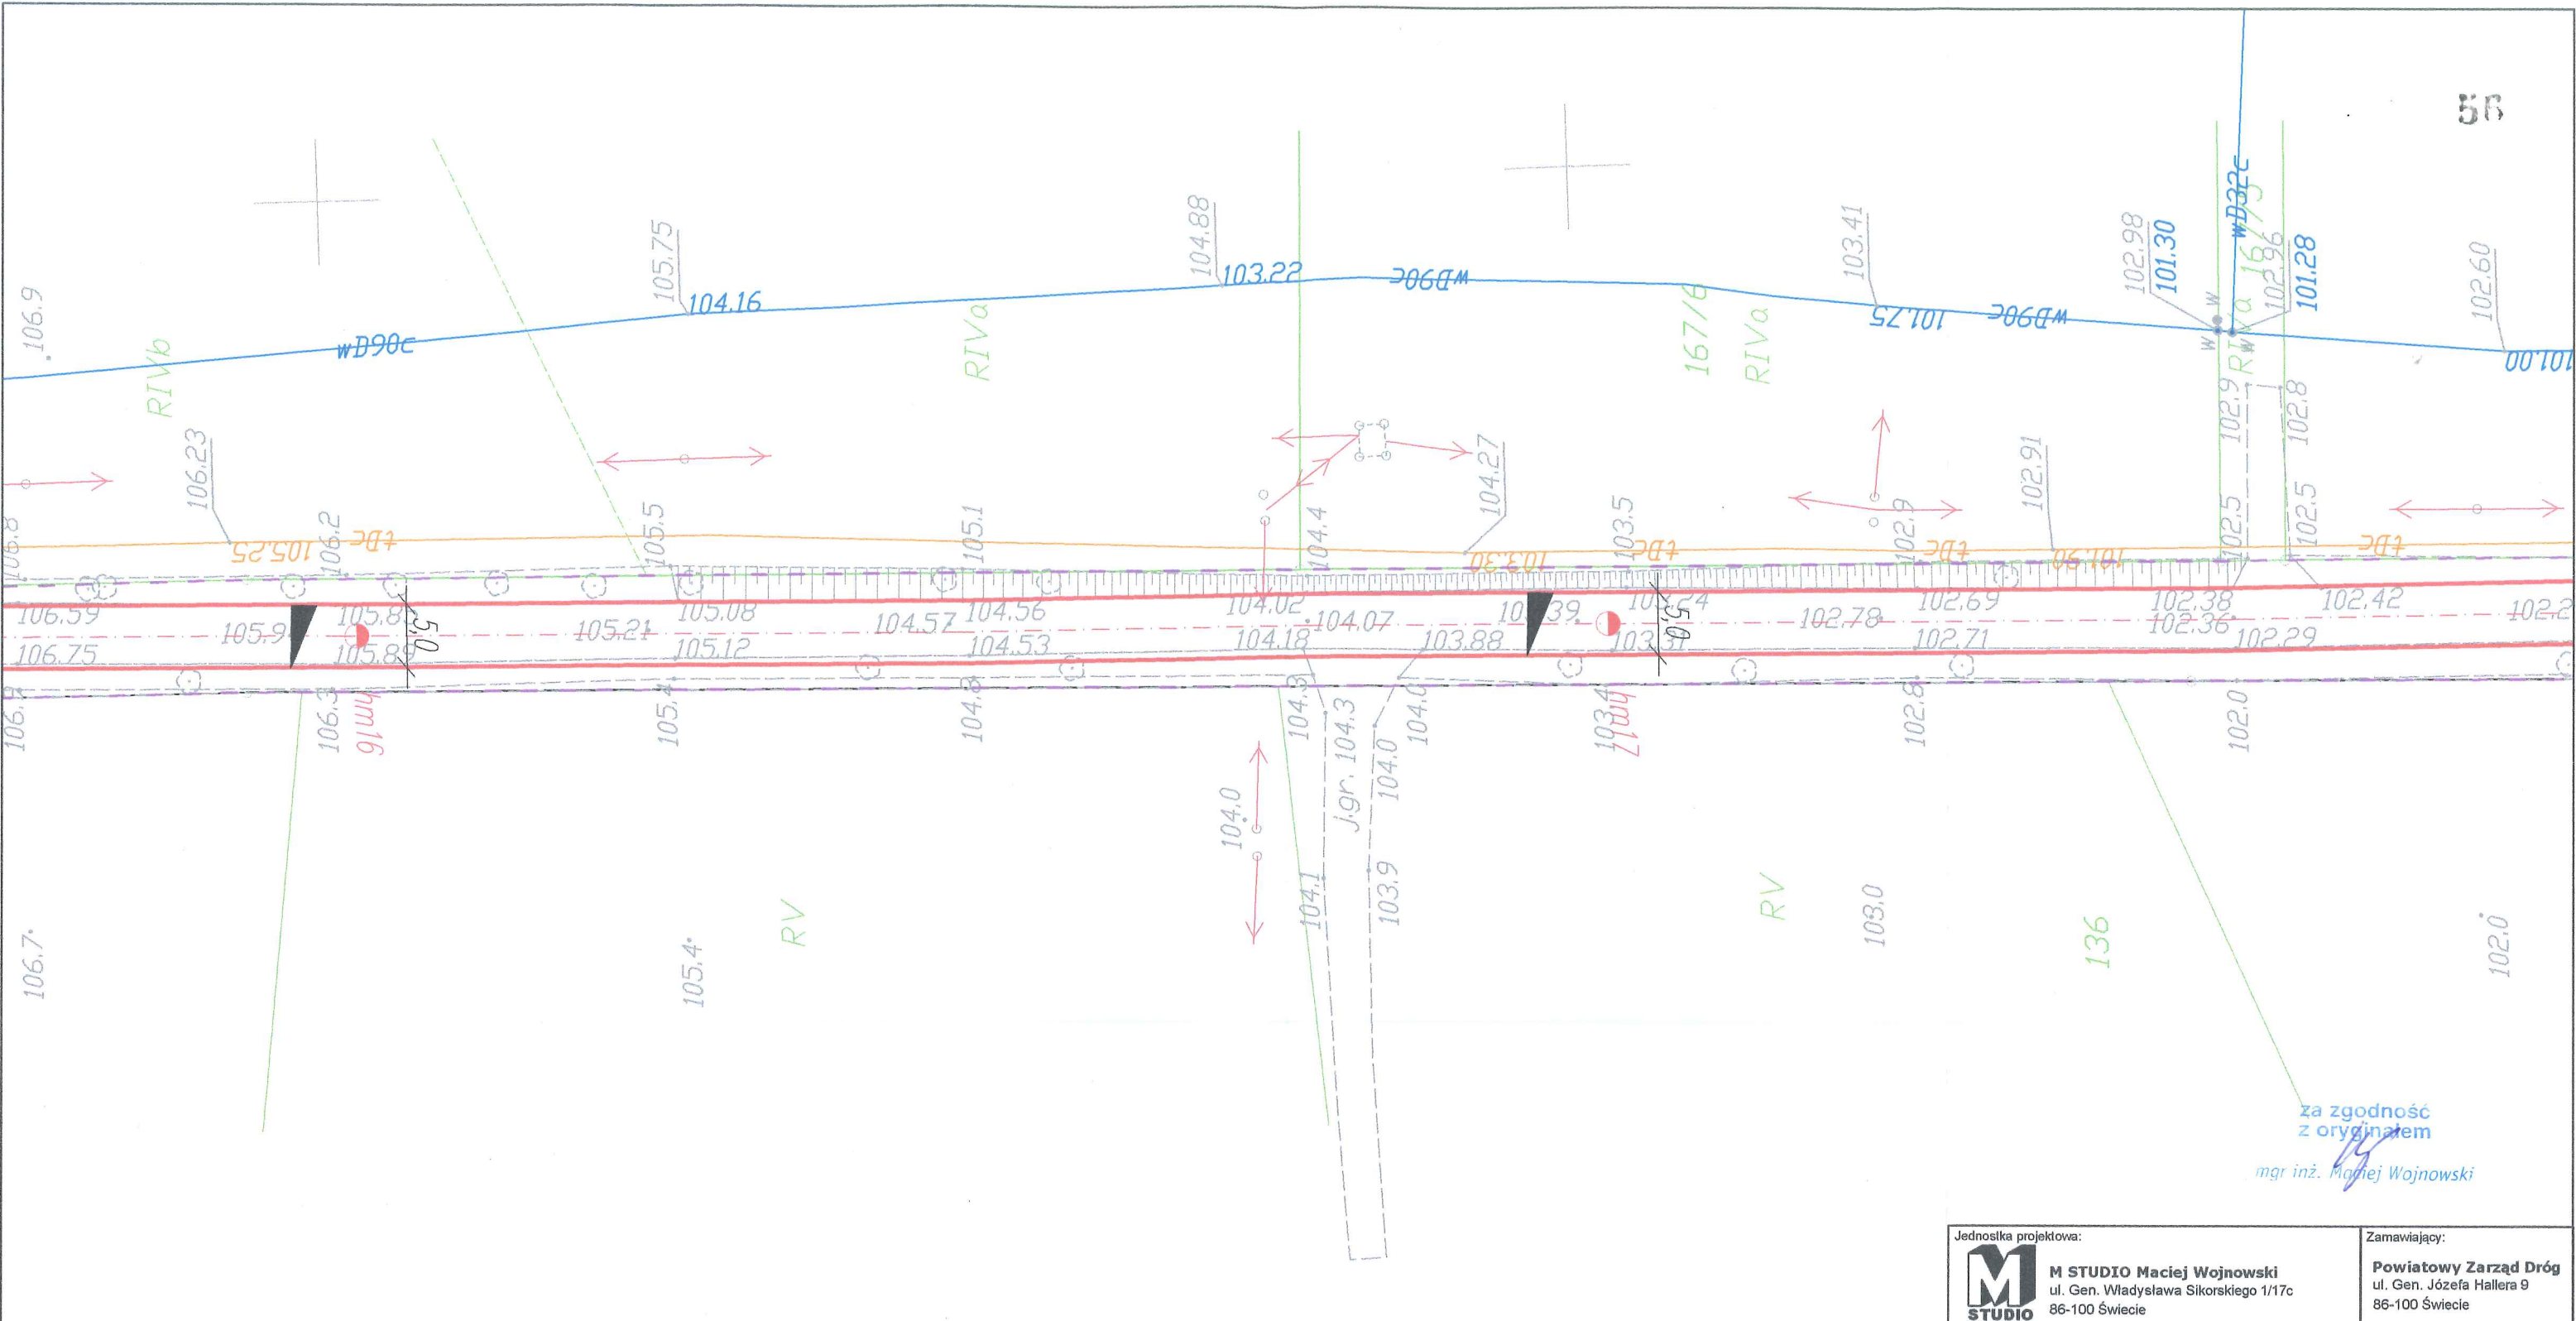 56
106.9
RIVb
wD90c
106.23
105.75
104.16
RIVa
104.88
103.22
wD90c
167/6
RIVa
103.41
101.75
wD90c
102.98
101.30
wD32c
RIVa
102.96
101.28
102.60
101.00
w
w
w
102.9
102.8
102.5
102.5
106.8
105.25
106.2
tDc
105.5
105.1
104.4
104.27
103.30
103.5
tDc
102.9
tDc
102.91
101.90
tDc
106.59
105.08
104.56
104.02
102.69
102.38
102.42
5,0
105.21
104.57
104.07
5,0
102.78
102.36
106.75
105.89
105.12
104.53
104.18
103.88
102.71
102.29
106.3
hm16
105.4
104.8
104.3
104.0
103.4
hm17
102.8
102.0
j.gr. 104.3
104.0
104.0
104.1
103.9
106.7
105.4
RV
RV
103.0
136
102.0
za zgodność
z oryginałem
mgr inż. Maciej Wojnowski
Jednostka projektowa:
M
STUDIO
M STUDIO Maciej Wojnowski
ul. Gen. Władysława Sikorskiego 1/17c
86-100 Świecie
Zamawiający:
Powiatowy Zarząd Dróg
ul. Gen. Józefa Hallera 9
86-100 Świecie